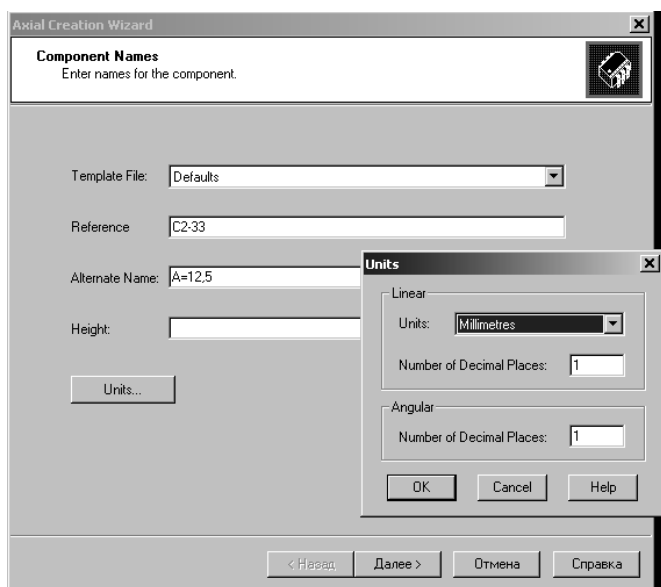 Axial Creation Wizard
Component Names
Enter names for the component.
Template File: Defaults
Reference C2-33
Alternate Name: A=12,5
Height:
Units...
Units
Linear
Units: Millimetres
Number of Decimal Places: 1
Angular
Number of Decimal Places: 1
OK Cancel Help
< Назад Далее > Отмена Справка